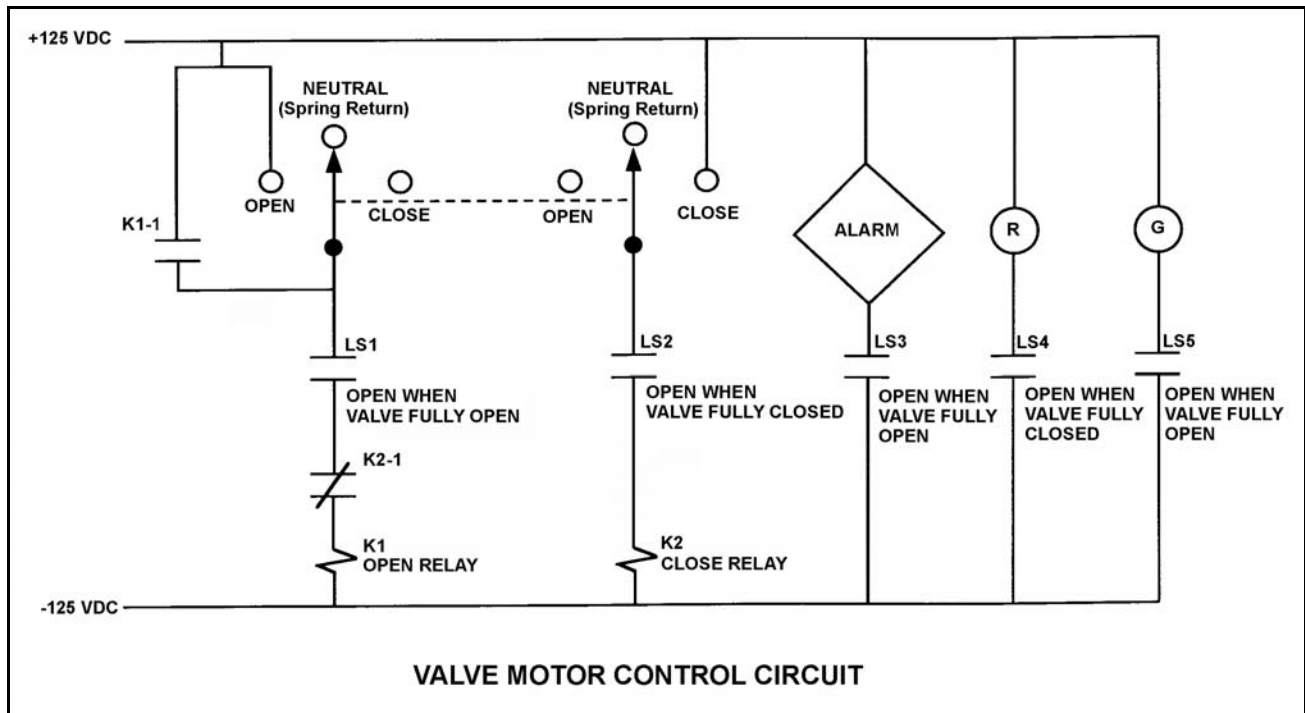 +125 VDC
NEUTRAL
(Spring Return)
NEUTRAL
(Spring Return)
OPEN
CLOSE
OPEN
CLOSE
K1-1
ALARM
R
G
LS1
OPEN WHEN
VALVE FULLY OPEN
LS2
OPEN WHEN
VALVE FULLY CLOSED
LS3
OPEN WHEN
VALVE FULLY
OPEN
LS4
OPEN WHEN
VALVE FULLY
CLOSED
LS5
OPEN WHEN
VALVE FULLY
OPEN
K2-1
K1
OPEN RELAY
K2
CLOSE RELAY
-125 VDC
VALVE MOTOR CONTROL CIRCUIT